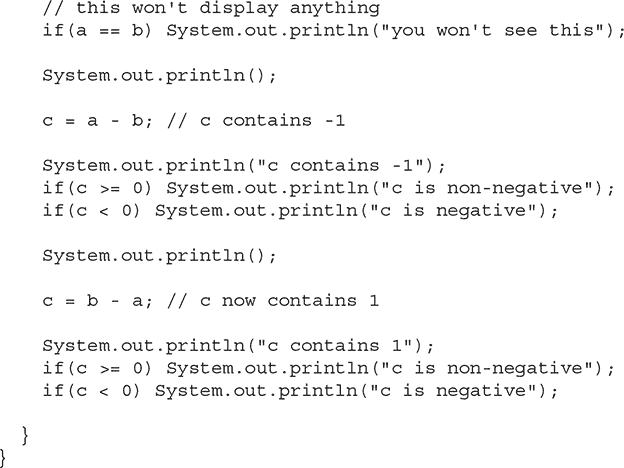 // this won't display anything
if(a == b) System.out.println("you won't see this");
System.out.println();
c = a - b; // c contains -1
System.out.println("c contains -1");
if(c >= 0) System.out.println("c is non-negative");
if(c < 0) System.out.println("c is negative");
System.out.println();
c = b - a; // c now contains 1
System.out.println("c contains 1");
if(c >= 0) System.out.println("c is non-negative");
if(c < 0) System.out.println("c is negative");
}
}